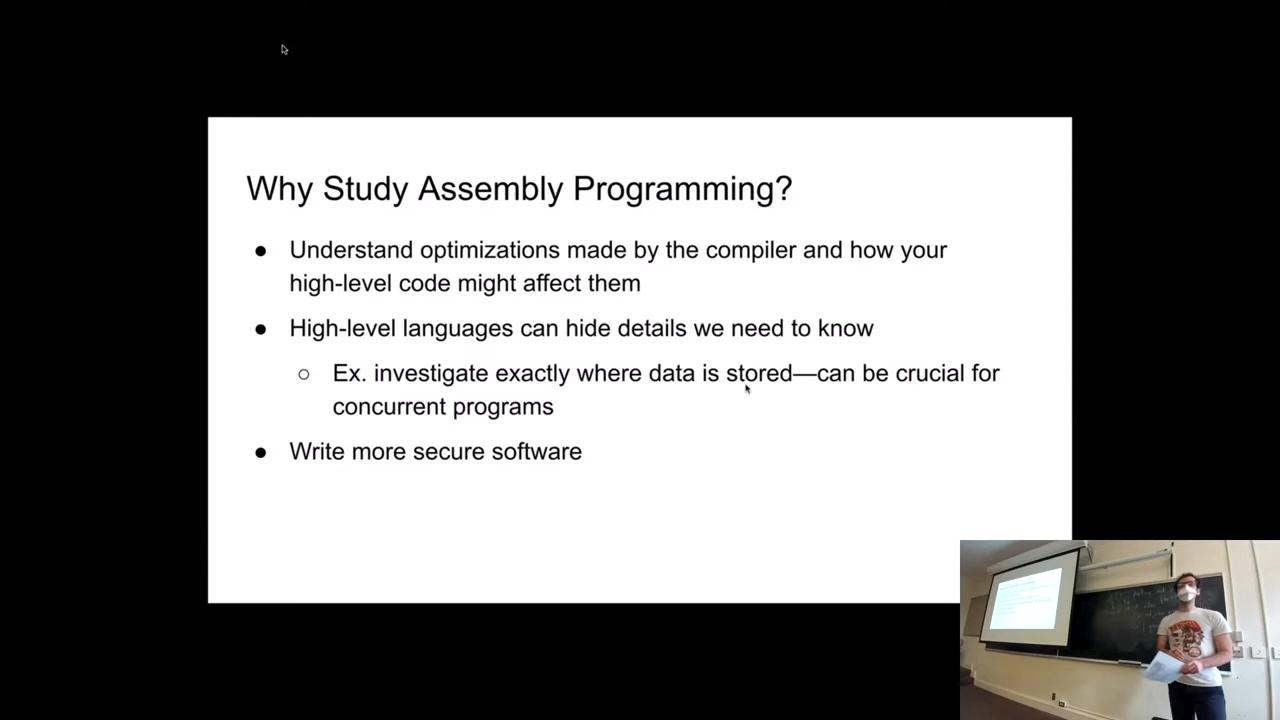 Why Study Assembly Programming?
● Understand optimizations made by the compiler and how your
high-level code might affect them
● High-level languages can hide details we need to know
○ Ex. investigate exactly where data is stored—can be crucial for
concurrent programs
● Write more secure software